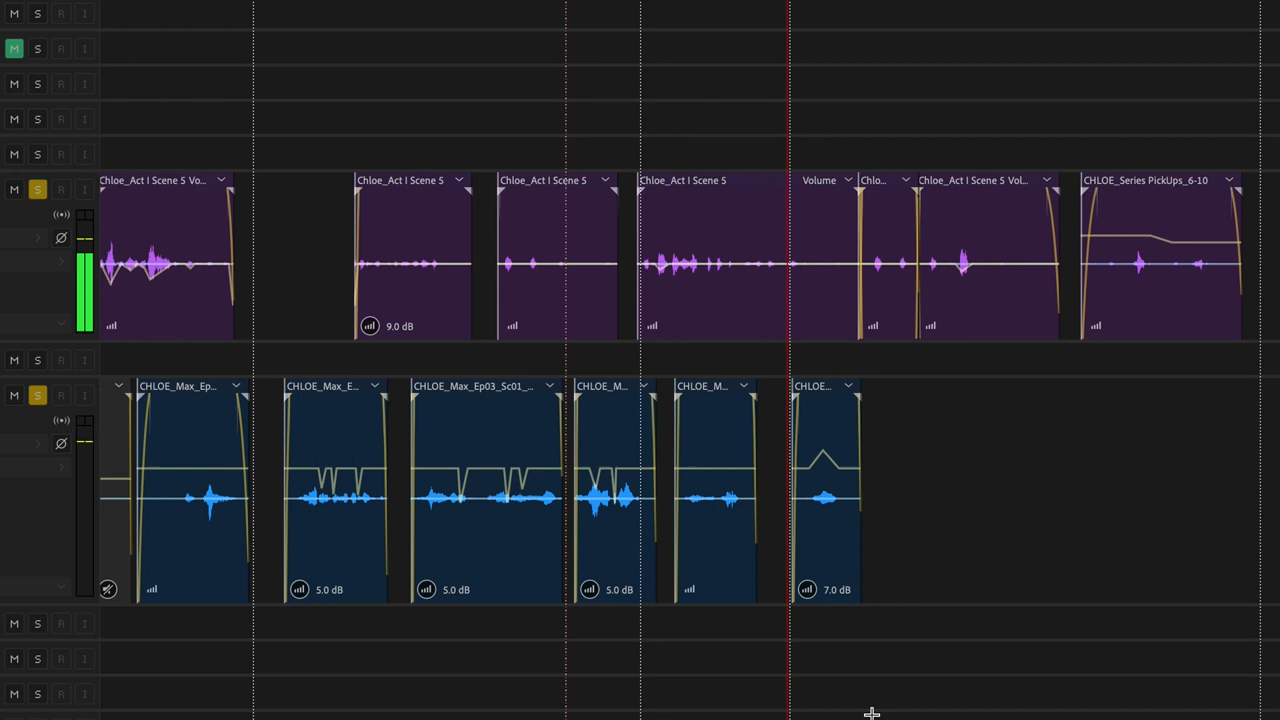 M S R I
M S R I
M S R I
M S R I
M S R I
M S R I
Chloe_Act I Scene 5 Vo... Chloe_Act I Scene 5 Chloe_Act I Scene 5 Chloe_Act I Scene 5 Volume Chlo... Chloe_Act I Scene 5 Vol... CHLOE_Series PickUps_6-10
9.0 dB
M S R I
M S R I
CHLOE_Max_Ep... CHLOE_Max_E... CHLOE_Max_Ep03_Sc01_... CHLOE_M... CHLOE_M... CHLOE...
5.0 dB 5.0 dB 5.0 dB 7.0 dB
M S R I
M S R I
M S R I